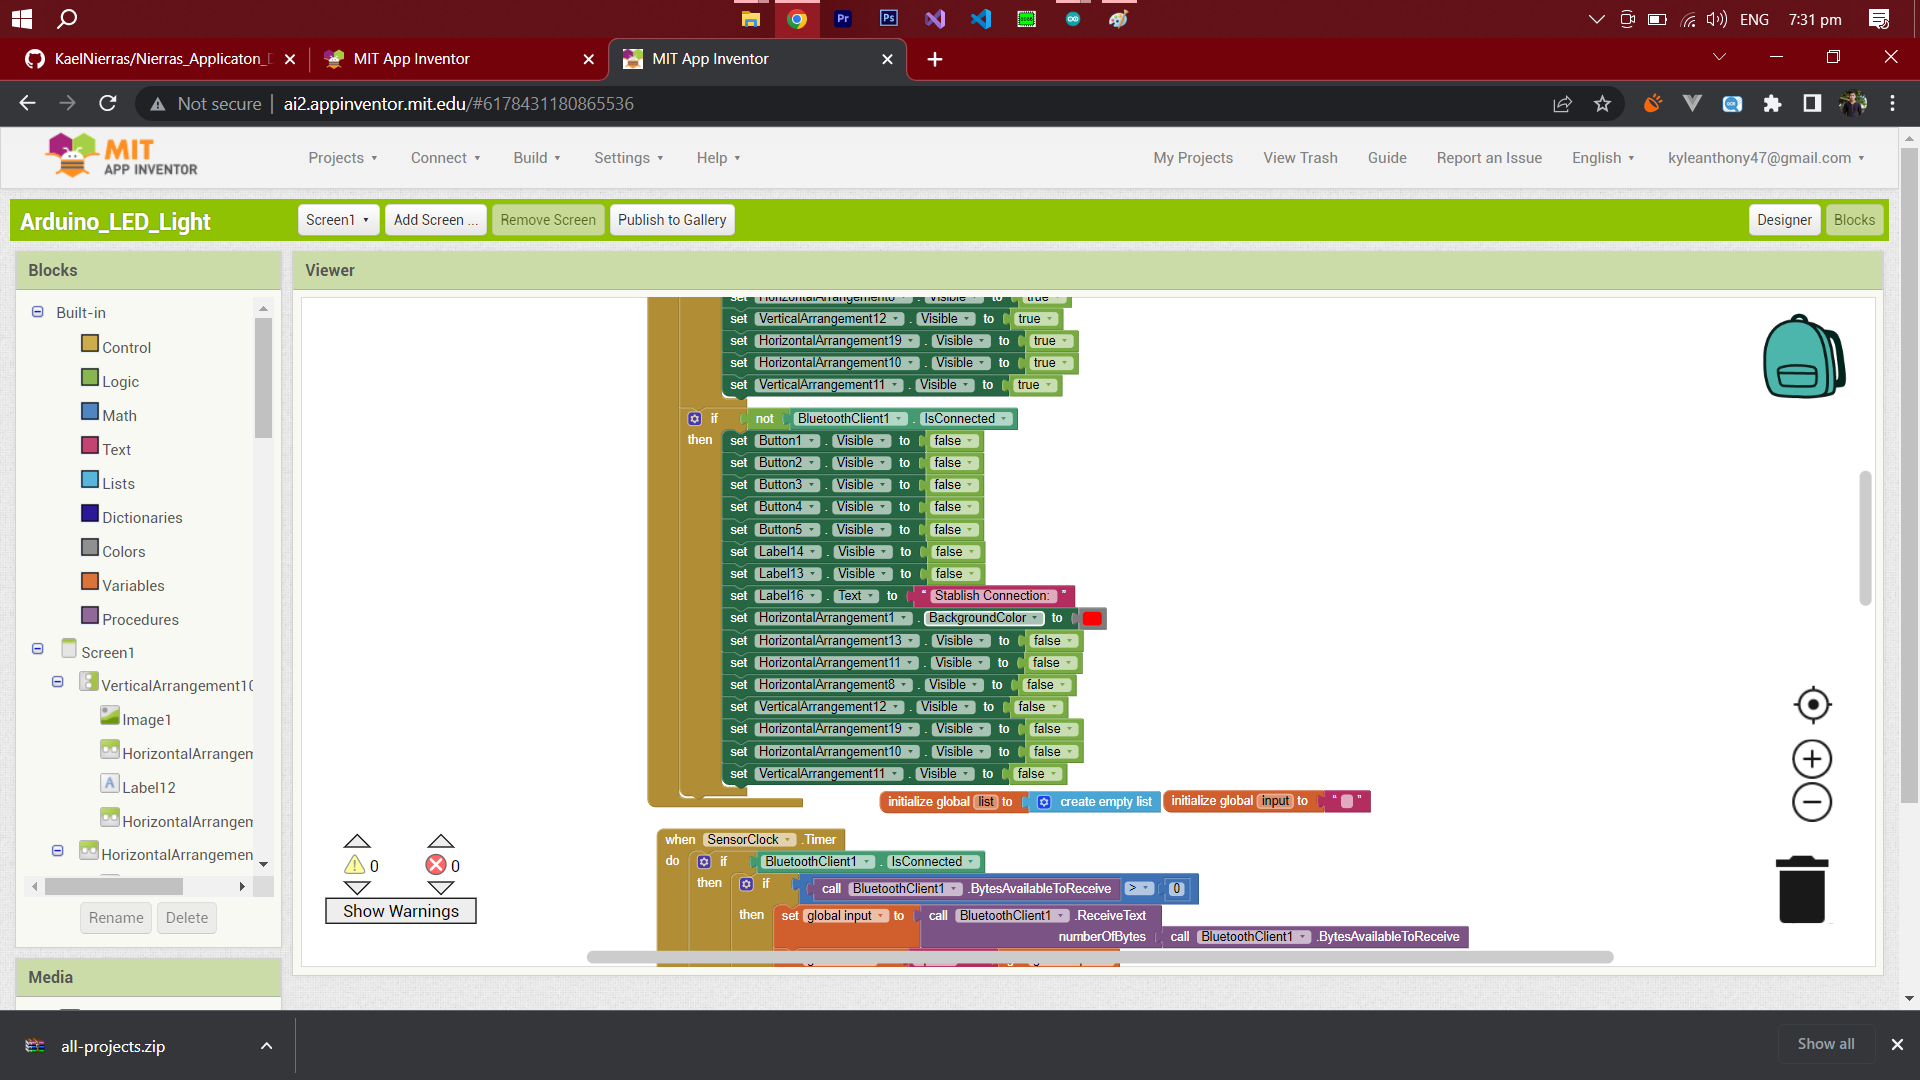 ENG 7:31 pm
KaelNierras/Nierras_Applicaton_D
MIT App Inventor
MIT App Inventor
Not secure | ai2.appinventor.mit.edu/#6178431180865536
MIT APP INVENTOR
Projects Connect Build Settings Help My Projects View Trash Guide Report an Issue English kyleanthony47@gmail.com
Arduino_LED_Light Screen1 Add Screen ... Remove Screen Publish to Gallery Designer Blocks
Blocks
Viewer
Built-in
Control
Logic
Math
Text
Lists
Dictionaries
Colors
Variables
Procedures
Screen1
VerticalArrangement10
Image1
HorizontalArrangem
Label12
HorizontalArrangem
HorizontalArrangemen
Rename Delete
Media
set HorizontalArrangement8 . Visible to true
set VerticalArrangement12 . Visible to true
set HorizontalArrangement19 . Visible to true
set HorizontalArrangement10 . Visible to true
set VerticalArrangement11 . Visible to true
if not BluetoothClient1 . IsConnected
then set Button1 . Visible to false
set Button2 . Visible to false
set Button3 . Visible to false
set Button4 . Visible to false
set Button5 . Visible to false
set Label14 . Visible to false
set Label13 . Visible to false
set Label16 . Text to " Stablish Connection: "
set HorizontalArrangement1 . BackgroundColor to
set HorizontalArrangement13 . Visible to false
set HorizontalArrangement11 . Visible to false
set HorizontalArrangement8 . Visible to false
set VerticalArrangement12 . Visible to false
set HorizontalArrangement19 . Visible to false
set HorizontalArrangement10 . Visible to false
set VerticalArrangement11 . Visible to false
initialize global list to create empty list initialize global input to " "
when SensorClock .Timer
do if BluetoothClient1 . IsConnected
then if call BluetoothClient1 .BytesAvailableToReceive > 0
then set global input to call BluetoothClient1 .ReceiveText
numberOfBytes call BluetoothClient1 .BytesAvailableToReceive
0 0
Show Warnings
all-projects.zip
Show all